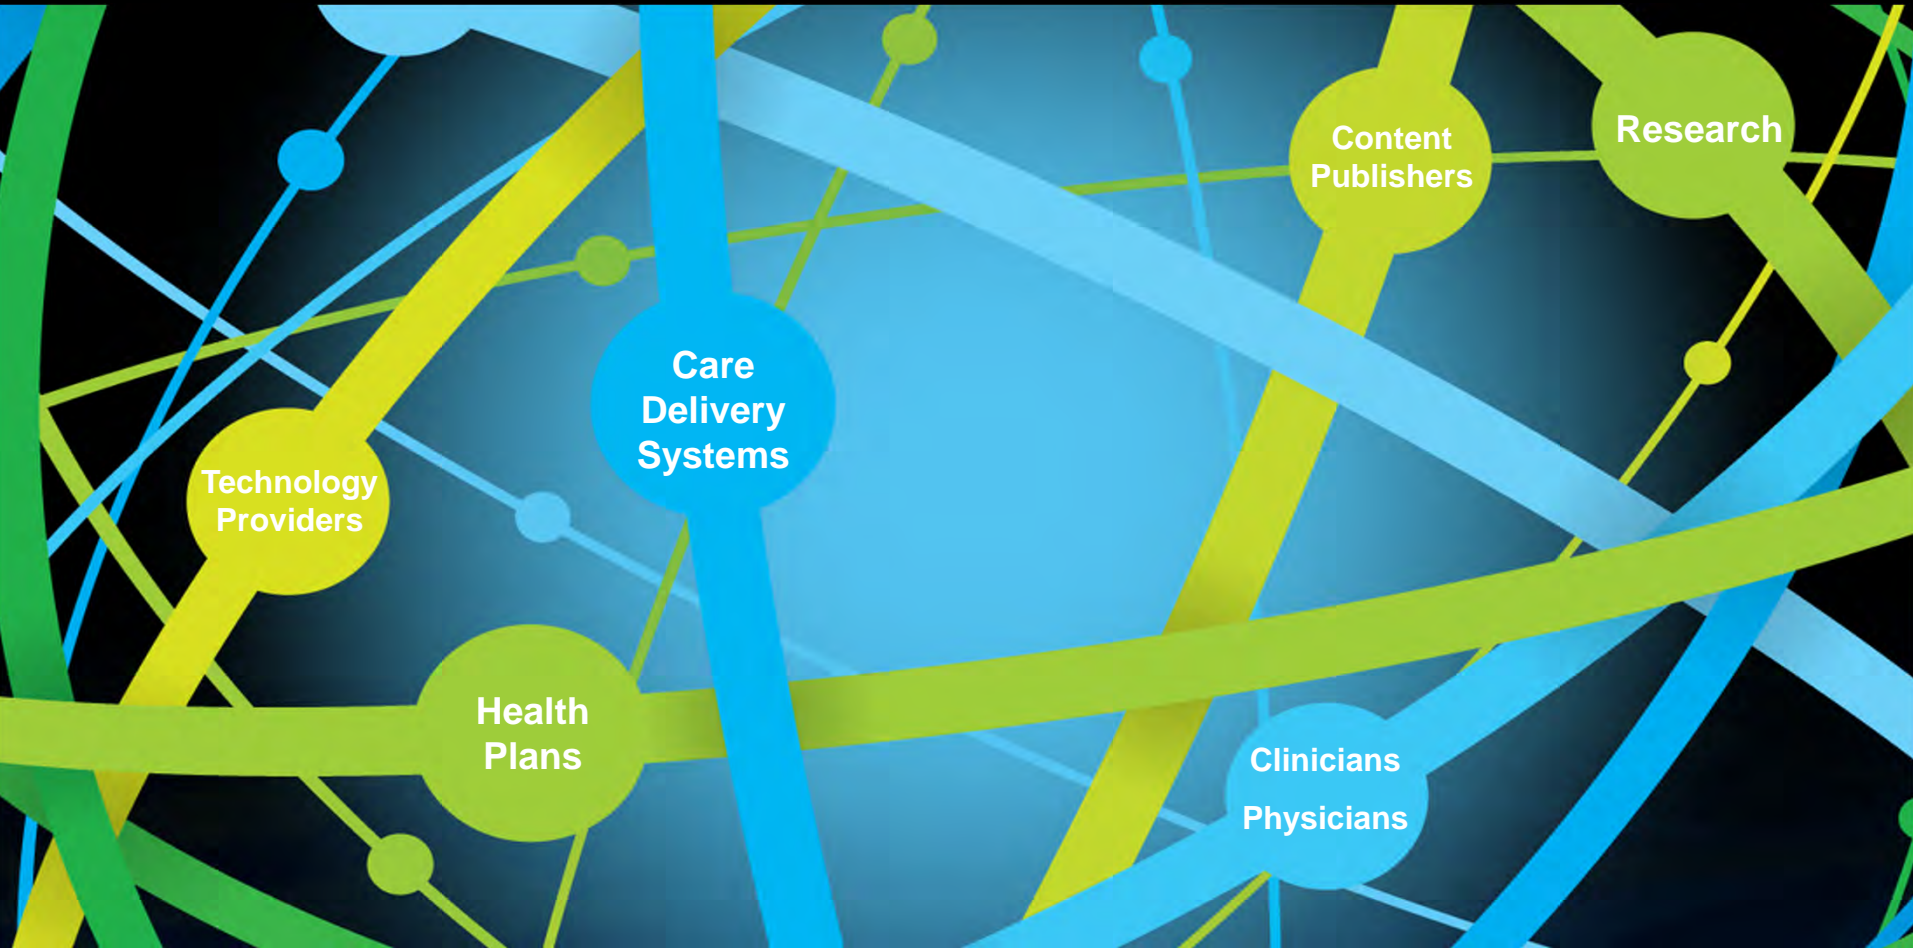 Content
Publishers
Research
Care
Delivery
Systems
Technology
Providers
Health
Plans
Clinicians
Physicians